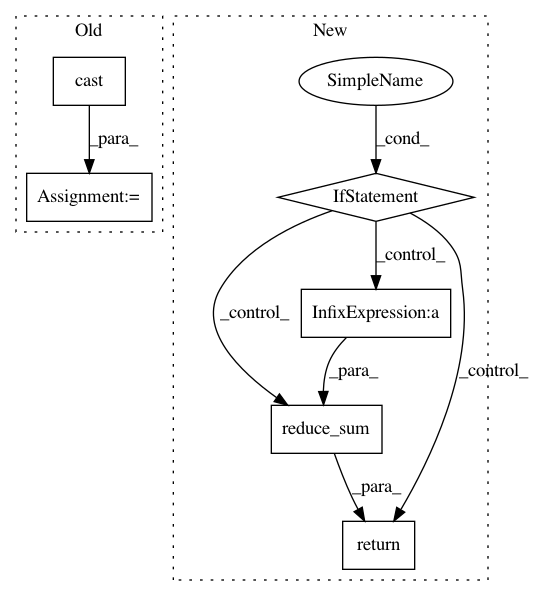 Old
New
cast
SimpleName
_para_
_cond_
Assignment:=
IfStatement
_control_
_control_
InfixExpression:a
_control_
_para_
reduce_sum
_para_
return